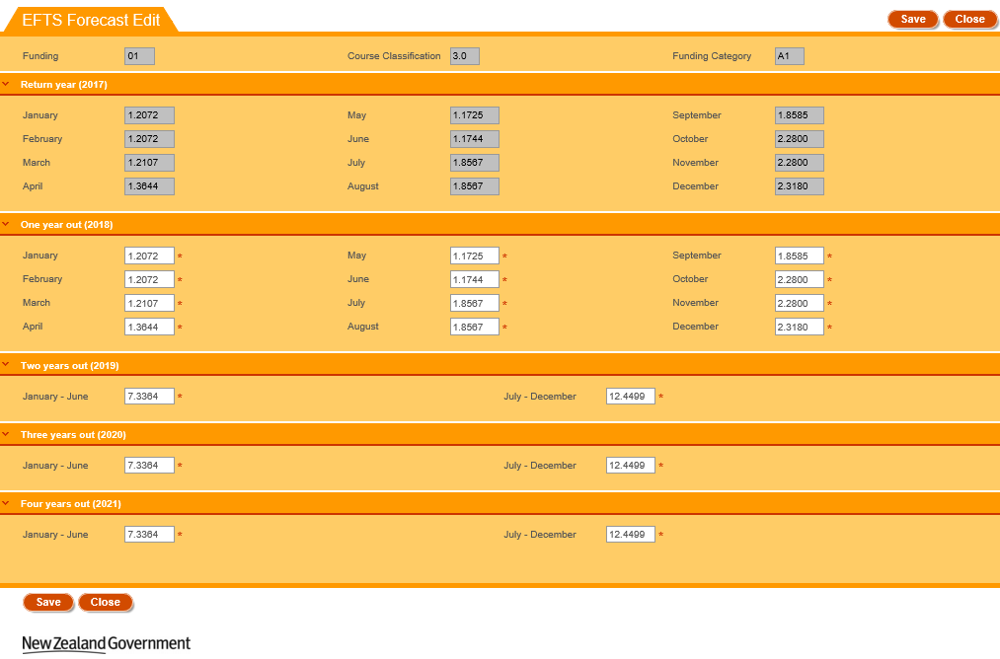 EFTS Forecast Edit Save Close
Funding 01 Course Classification 3.0 Funding Category A1
Return year (2017)
January 1.2072 May 1.1725 September 1.8585
February 1.2072 June 1.1744 October 2.2800
March 1.2107 July 1.8567 November 2.2800
April 1.3644 August 1.8567 December 2.3180
One year out (2018)
January 1.2072 * May 1.1725 * September 1.8585 *
February 1.2072 * June 1.1744 * October 2.2800 *
March 1.2107 * July 1.8567 * November 2.2800 *
April 1.3644 * August 1.8567 * December 2.3180 *
Two years out (2019)
January - June 7.3364 * July - December 12.4499 *
Three years out (2020)
January - June 7.3364 * July - December 12.4499 *
Four years out (2021)
January - June 7.3364 * July - December 12.4499 *
Save Close
New Zealand Government